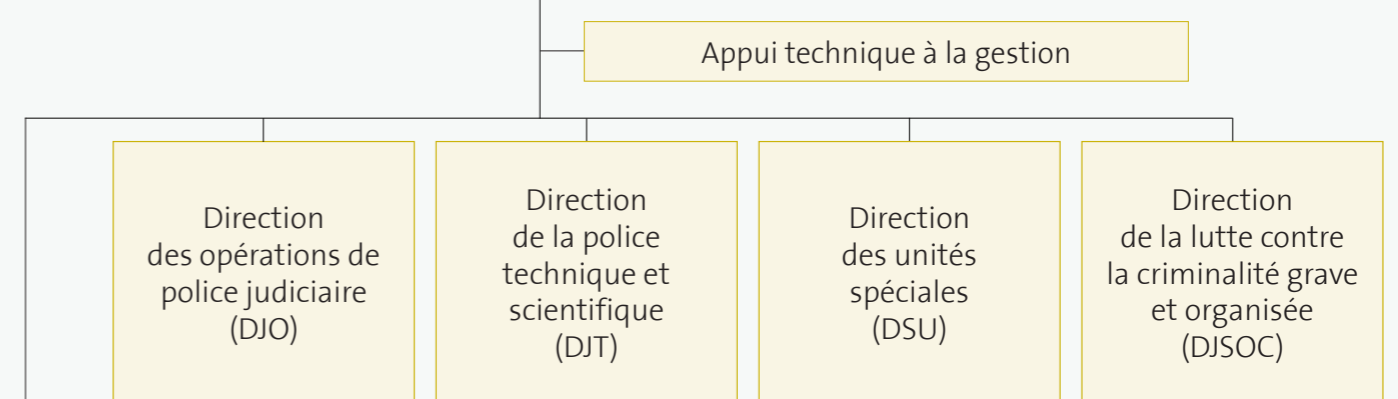 Appui technique à la gestion
Direction
des opérations de
police judiciaire
(DJO)
Direction
de la police
technique et
scientifique
(DJT)
Direction
des unités
spéciales
(DSU)
Direction
de la lutte contre
la criminalité grave
et organisée
(DJSOC)